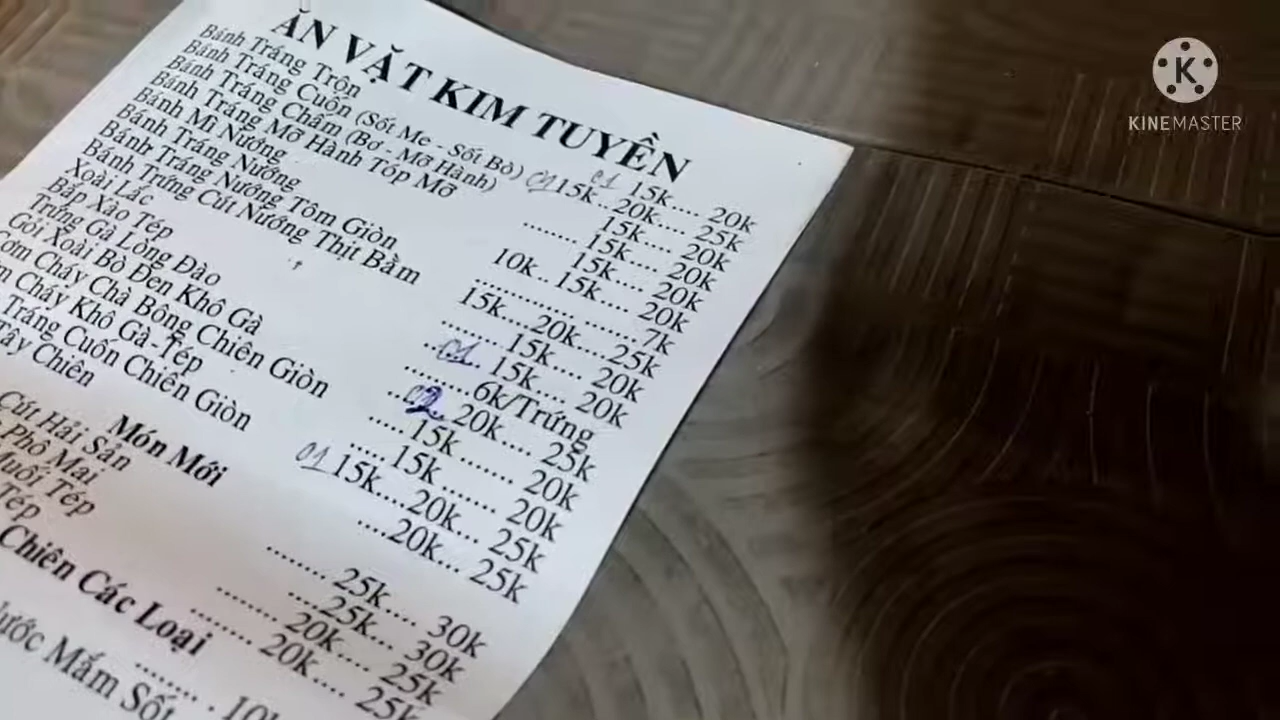 ĂN VẶT KIM TUYỀN
Bánh Tráng Trộn
Bánh Tráng Cuốn (Sốt Me - Sốt Bò)
Bánh Tráng Chấm (Bơ - Mỡ Hành)
Bánh Tráng Mỡ Hành Tóp Mỡ
Bánh Mì Nướng
Bánh Tráng Nướng
Bánh Tráng Nướng Tôm Giòn
Bánh Trứng Cút Nướng Thịt Bằm
Xoài Lắc
Bắp Xào Tép
Trứng Gà Lòng Đào
Gỏi Xoài Bò Đen Khô Gà
Cơm Cháy Chà Bông Chiên Giòn
Cháy Khô Gà Tép
Tráng Cuốn Chiên Giòn
Tây Chiên
01 15k.... 20k
01 15k.. 20k.... 25k
15k.... 20k
....... 15k.... 20k
15k.... 20k
10k... 15k.... 20k
................ 7k
15k... 20k.... 25k
....... 15k.... 20k
...01.. 15k.... 20k
........ 6k/Trứng
...02.. 20k.... 25k
...... 15k........ 20k
..... 15k........ 20k
01 15k... 20k... 25k
....20k... 25k
Món Mới
Cút Hải Sản
Phô Mai
Muối Tép
Tép
....... 25k.... 30k
....... 25k... 30k
........ 20k.... 25k
........ 20k.... 25k
Chiên Các Loại
Mắm Sốt
KINEMASTER